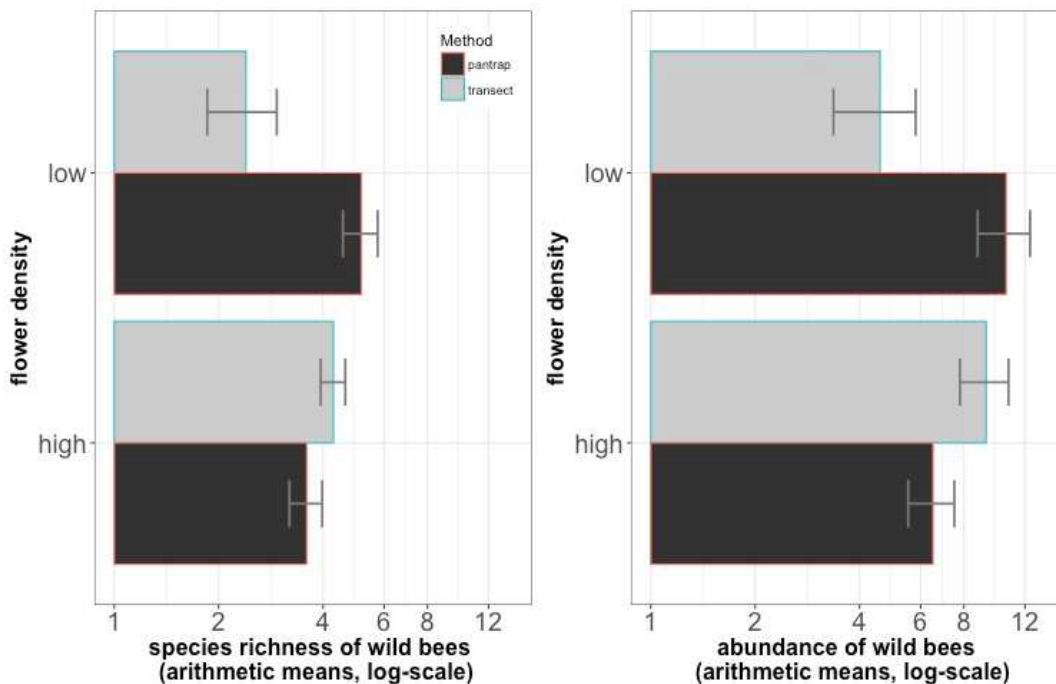 Method
pantrap
transect
low
high
flower density
1 2 4 6 8 12
species richness of wild bees
(arithmetic means, log-scale)
low
high
flower density
1 2 4 6 8 12
abundance of wild bees
(arithmetic means, log-scale)